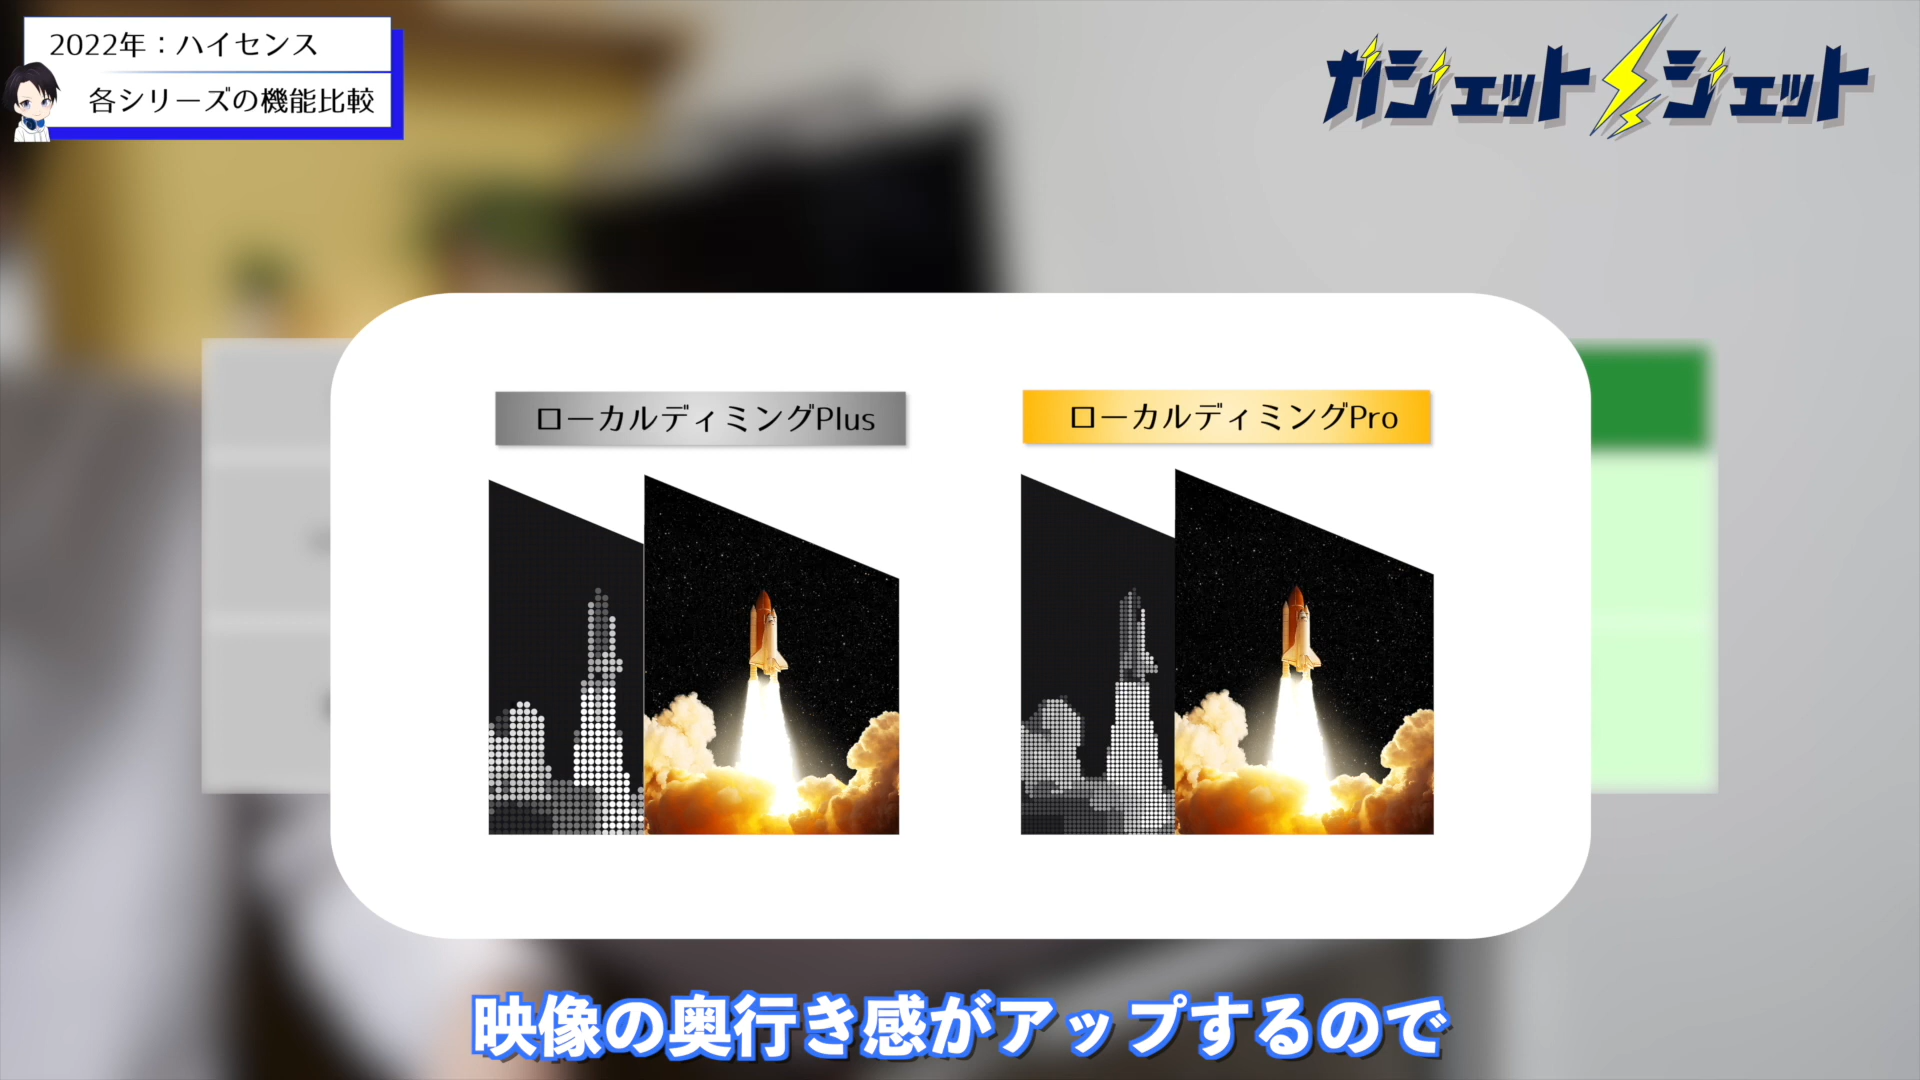 2022年：ハイセンス
各シリーズの機能比較
ガジェットジェット
ローカルディミングPlus
ローカルディミングPro
映像の奥行き感がアップするので